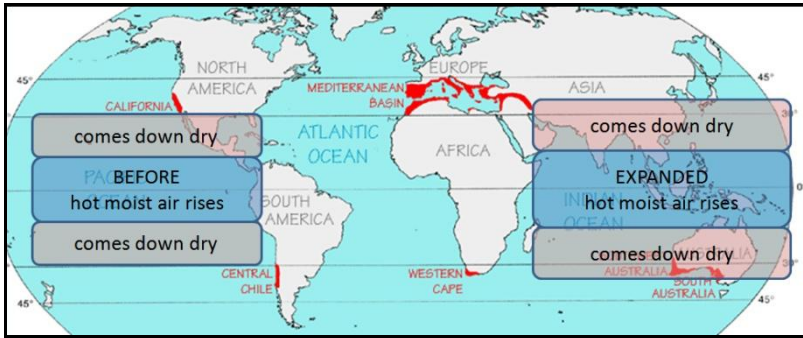 NORTH
AMERICA
CALIFORNIA
45°
comes down dry
BEFORE
hot moist air rises
comes down dry
SOUTH
AMERICA
CENTRAL
CHILE
45°
ATLANTIC
OCEAN
MEDITERRANEAN
BASIN
EUROPE
ASIA
AFRICA
WESTERN
CAPE
45°
30°
comes down dry
EXPANDED
hot moist air rises
INDIAN
OCEAN
0°
comes down dry
AUSTRALIA
SOUTH
AUSTRALIA
30°
45°